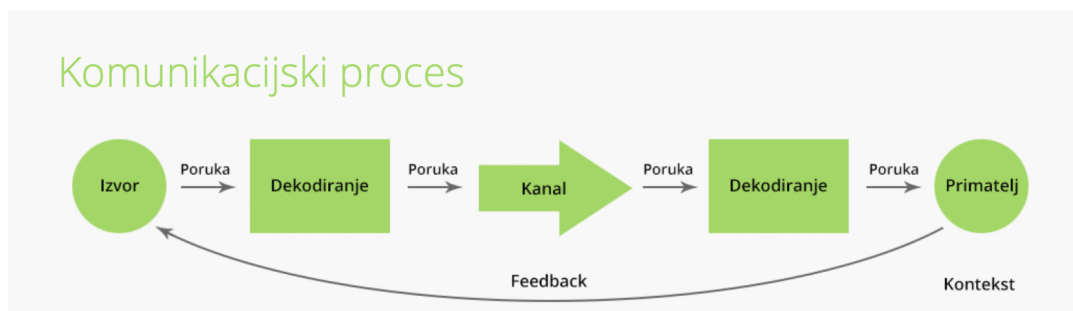 Komunikacijski proces
Izvor
Poruka
Dekodiranje
Poruka
Kanal
Poruka
Dekodiranje
Poruka
Primatelj
Feedback
Kontekst